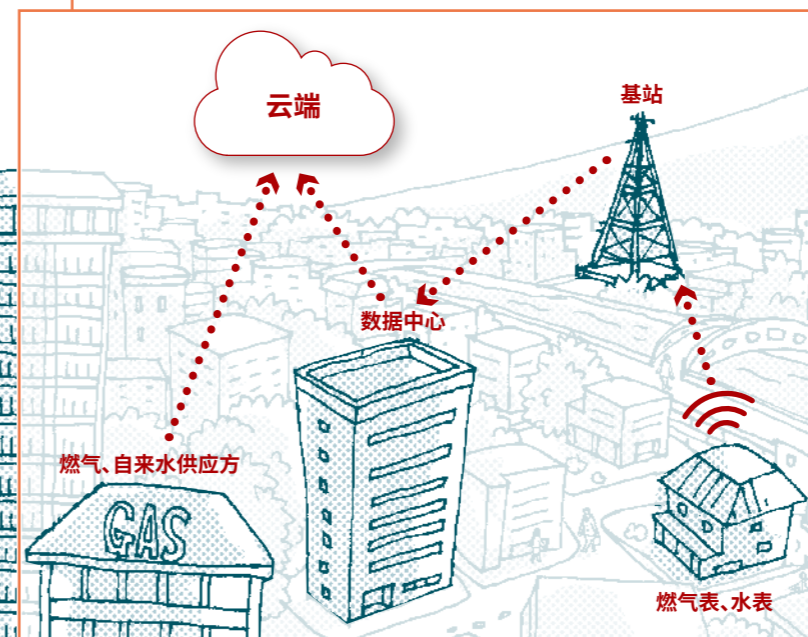 云端
基站
数据中心
燃气、自来水供应方
GAS
燃气表、水表